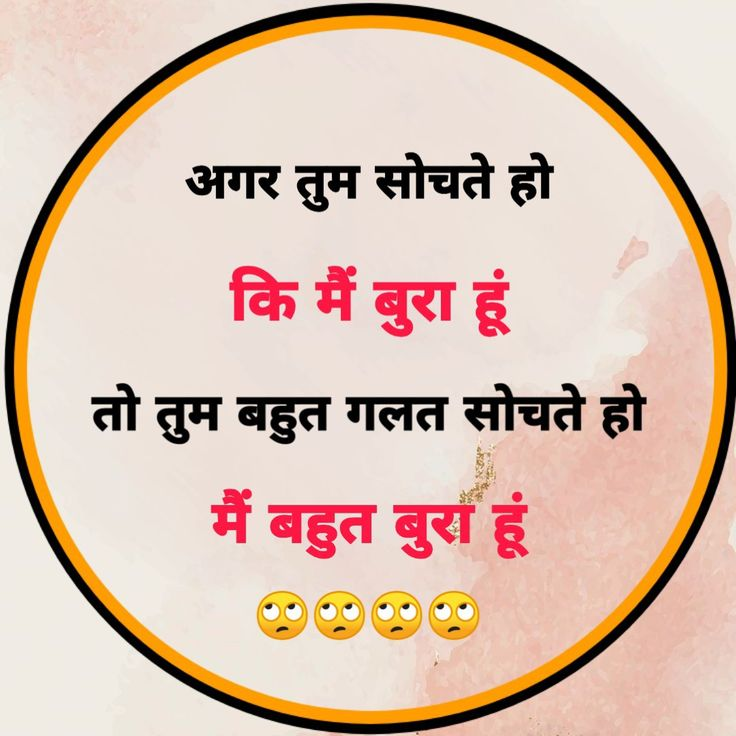 अगर तुम सोचते हो
कि मैं बुरा हूं
तो तुम बहुत गलत सोचते हो
मैं बहुत बुरा हूं
🙄🙄🙄🙄